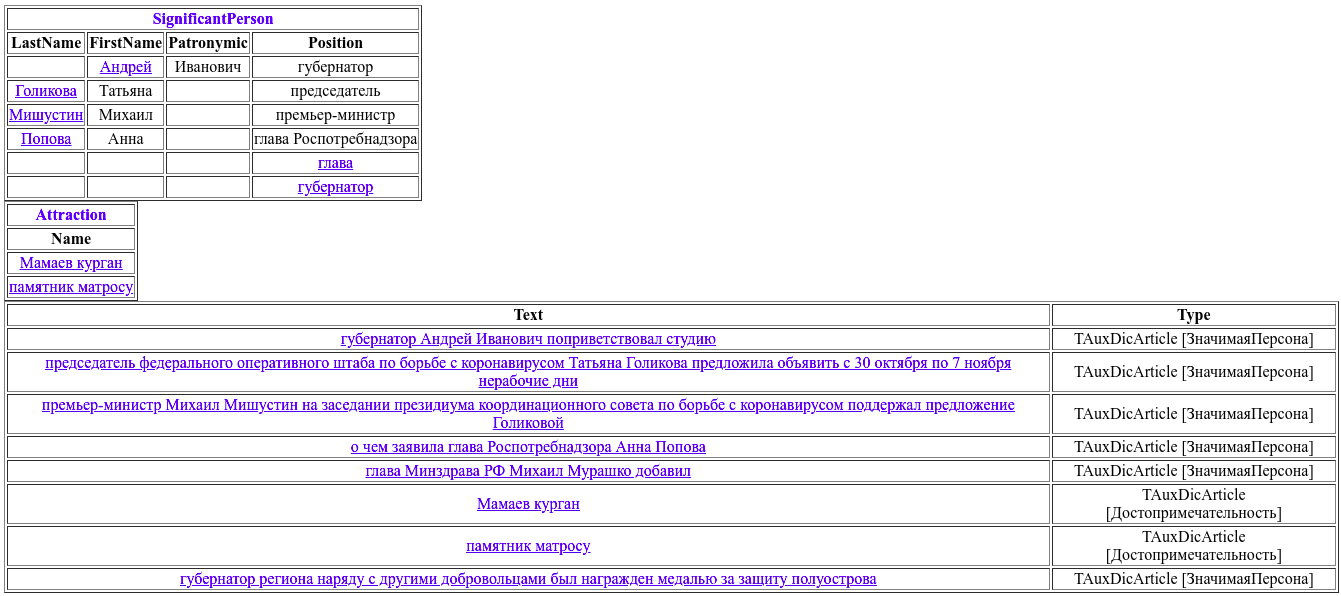 SignificantPerson
LastName FirstName Patronymic Position
Андрей Иванович губернатор
Голикова Татьяна председатель
Мишустин Михаил премьер-министр
Попова Анна глава Роспотребнадзора
глава
губернатор
Attraction
Name
Мамаев курган
памятник матросу
Text Type
губернатор Андрей Иванович поприветствовал студию TAuxDicArticle [ЗначимаяПерсона]
председатель федерального оперативного штаба по борьбе с коронавирусом Татьяна Голикова предложила объявить с 30 октября по 7 ноября
нерабочие дни
TAuxDicArticle [ЗначимаяПерсона]
премьер-министр Михаил Мишустин на заседании президиума координационного совета по борьбе с коронавирусом поддержал предложение
Голиковой
TAuxDicArticle [ЗначимаяПерсона]
о чем заявила глава Роспотребнадзора Анна Попова TAuxDicArticle [ЗначимаяПерсона]
глава Минздрава РФ Михаил Мурашко добавил TAuxDicArticle [ЗначимаяПерсона]
Мамаев курган
TAuxDicArticle
[Достопримечательность]
памятник матросу
TAuxDicArticle
[Достопримечательность]
губернатор региона наряду с другими добровольцами был награжден медалью за защиту полуострова TAuxDicArticle [ЗначимаяПерсона]